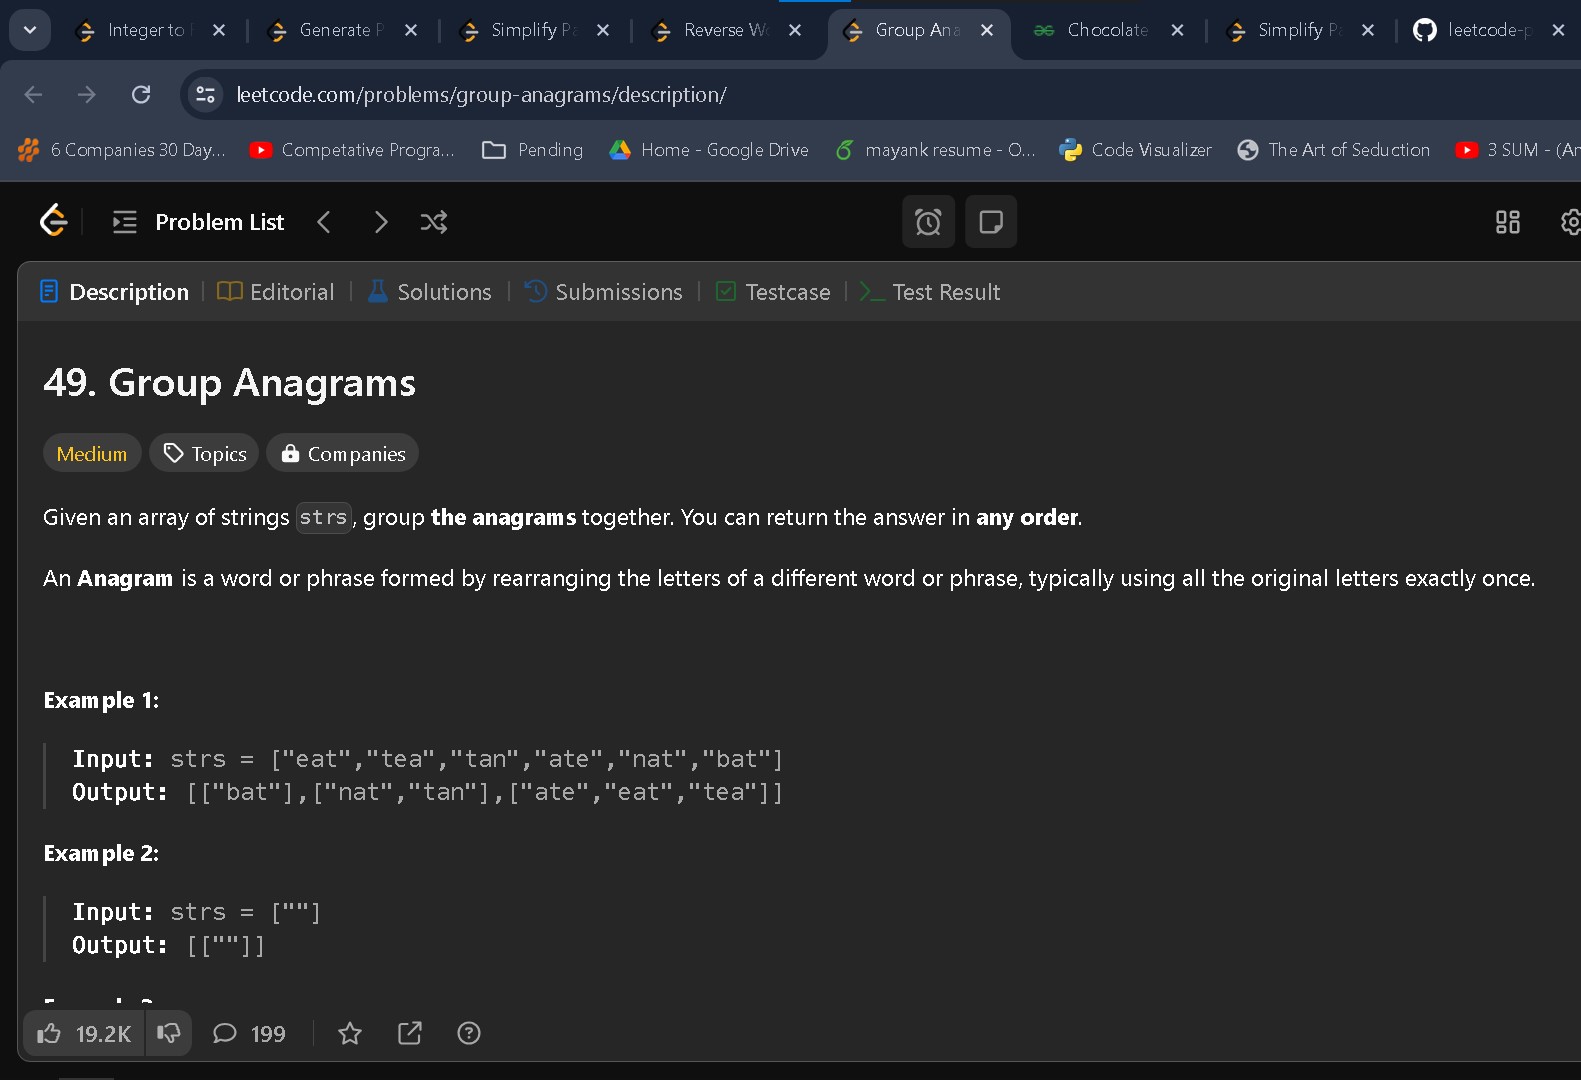 Integer to Generate P Simplify Pa Reverse Wo Group Ana Chocolate Simplify Pa leetcode-p
leetcode.com/problems/group-anagrams/description/
6 Companies 30 Day... Competative Progra... Pending Home - Google Drive mayank resume - O... Code Visualizer The Art of Seduction 3 SUM - (Ar
Problem List
Description Editorial Solutions Submissions Testcase >_ Test Result
49. Group Anagrams
Medium Topics Companies
Given an array of strings strs, group the anagrams together. You can return the answer in any order.
An Anagram is a word or phrase formed by rearranging the letters of a different word or phrase, typically using all the original letters exactly once.
Example 1:
Input: strs = ["eat","tea","tan","ate","nat","bat"]
Output: [["bat"],["nat","tan"],["ate","eat","tea"]]
Example 2:
Input: strs = [""]
Output: [[""]]
19.2K 199